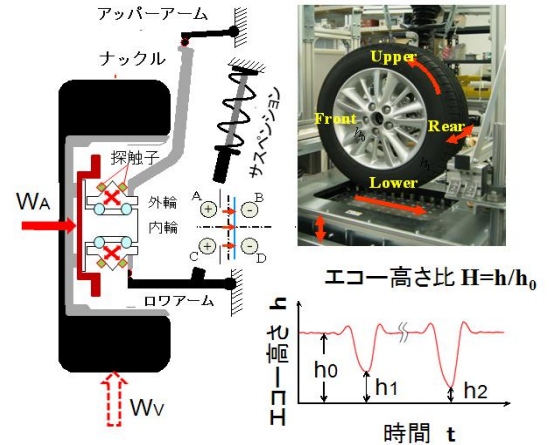 アッパーアーム
ナックル
サスペンション
探触子
外輪
内輪
WA
A
B
C
D
ロワアーム
WV
Upper
Front
Rear
Lower
エコー高さ比 H=h/h0
エコー高さ h
h0
h1
h2
時間 t